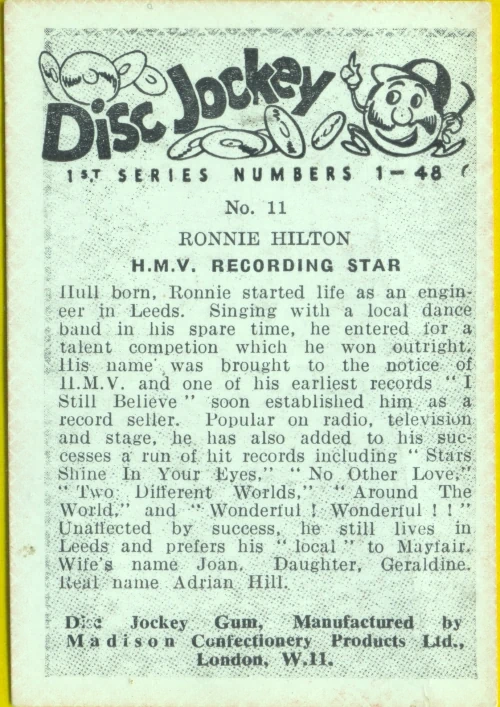 Disc Jockey
1ST SERIES NUMBERS 1-48
No. 11
RONNIE HILTON
H.M.V. RECORDING STAR
Hull born, Ronnie started life as an engin-
eer in Leeds. Singing with a local dance
band in his spare time, he entered for a
talent competion which he won outright.
His name was brought to the notice of
H.M.V. and one of his earliest records " I
Still Believe " soon established him as a
record seller. Popular on radio, television
and stage, he has also added to his suc-
cesses a run of hit records including " Stars
Shine In Your Eyes," " No Other Love,"
" Two Different Worlds," " Around The
World," and " Wonderful ! Wonderful ! ! "
Unaffected by success, he still lives in
Leeds and prefers his " local " to Mayfair.
Wife's name Joan. Daughter, Geraldine.
Real name Adrian Hill.
Disc Jockey Gum, Manufactured by
Madison Confectionery Products Ltd.,
London, W.11.